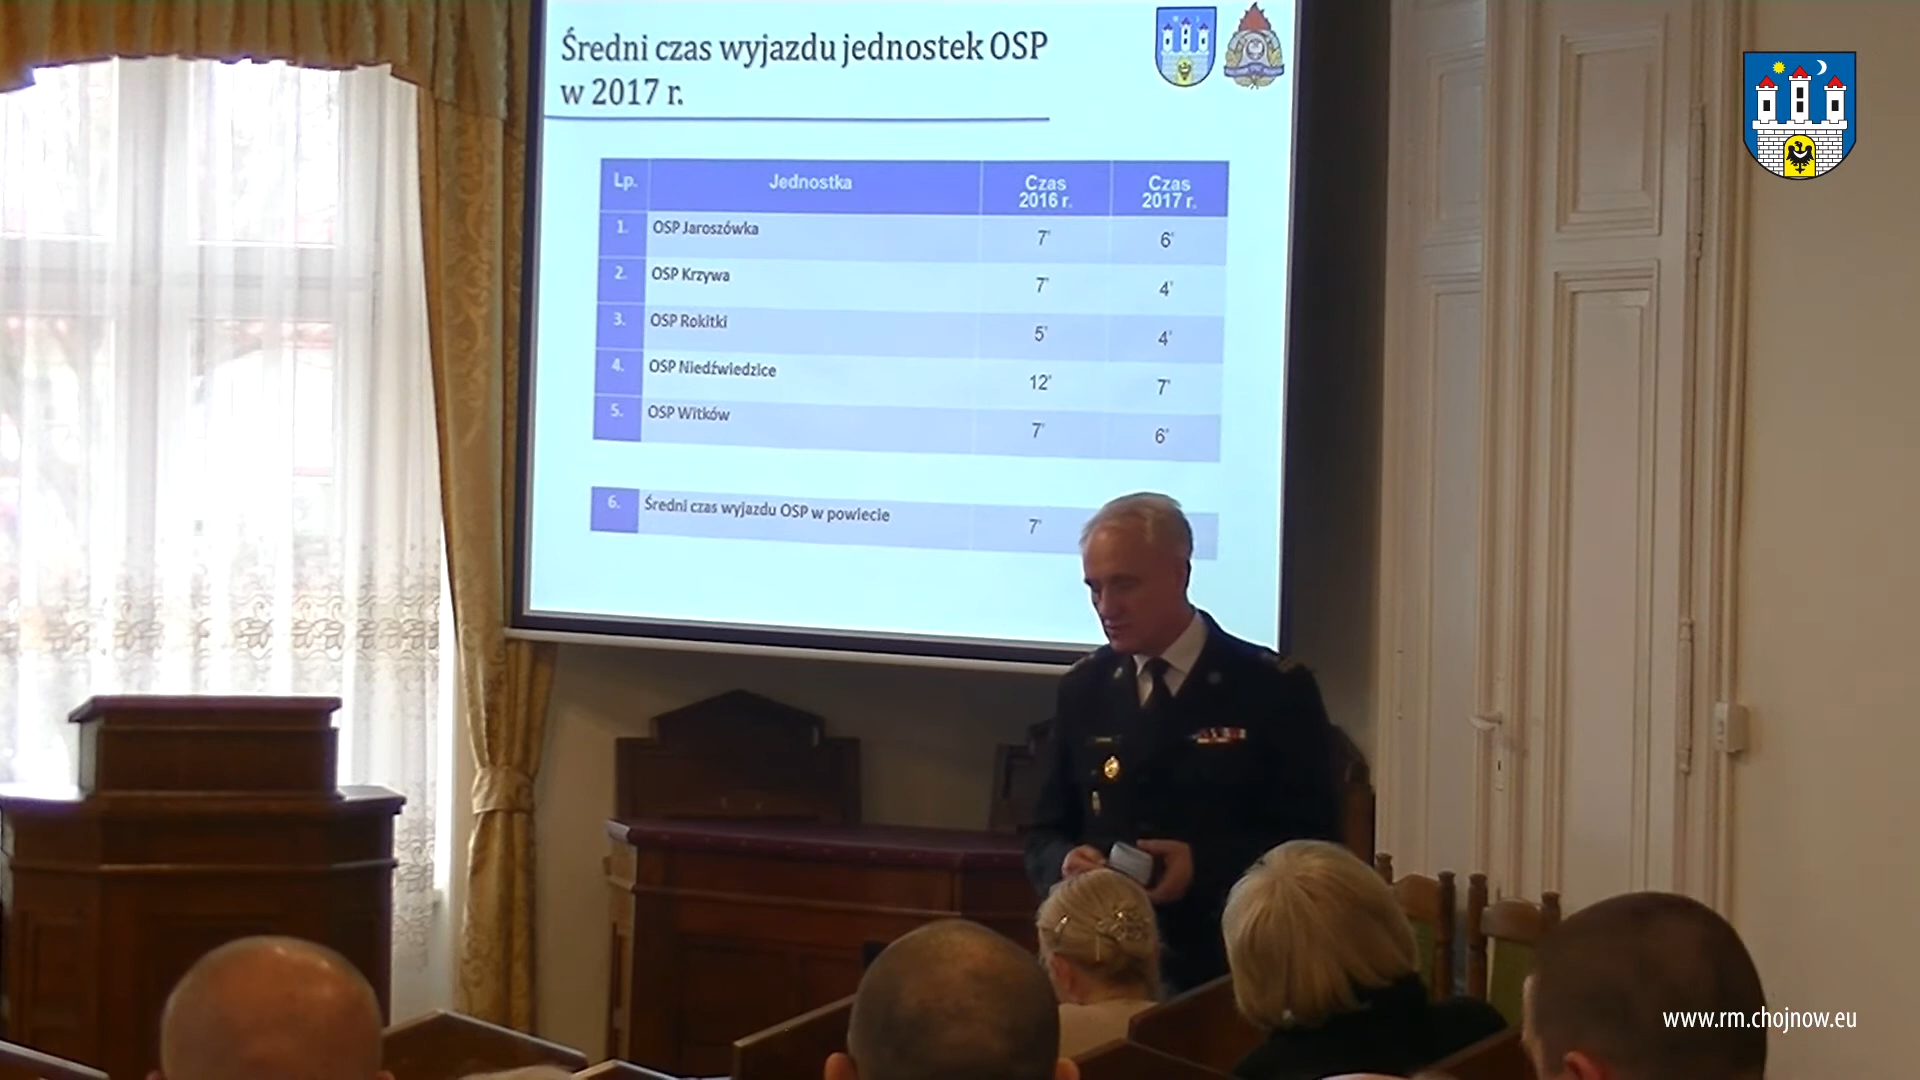 Średni czas wyjazdu jednostek OSP
w 2017 r.
Lp. Jednostka Czas 2016 r. Czas 2017 r.
1. OSP Jaroszówka 7' 6'
2. OSP Krzywa 7' 4'
3. OSP Rokitki 5' 4'
4. OSP Niedźwiedzice 12' 7'
5. OSP Witków 7' 6'
6. Średni czas wyjazdu OSP w powiecie 7'
www.rm.chojnow.eu